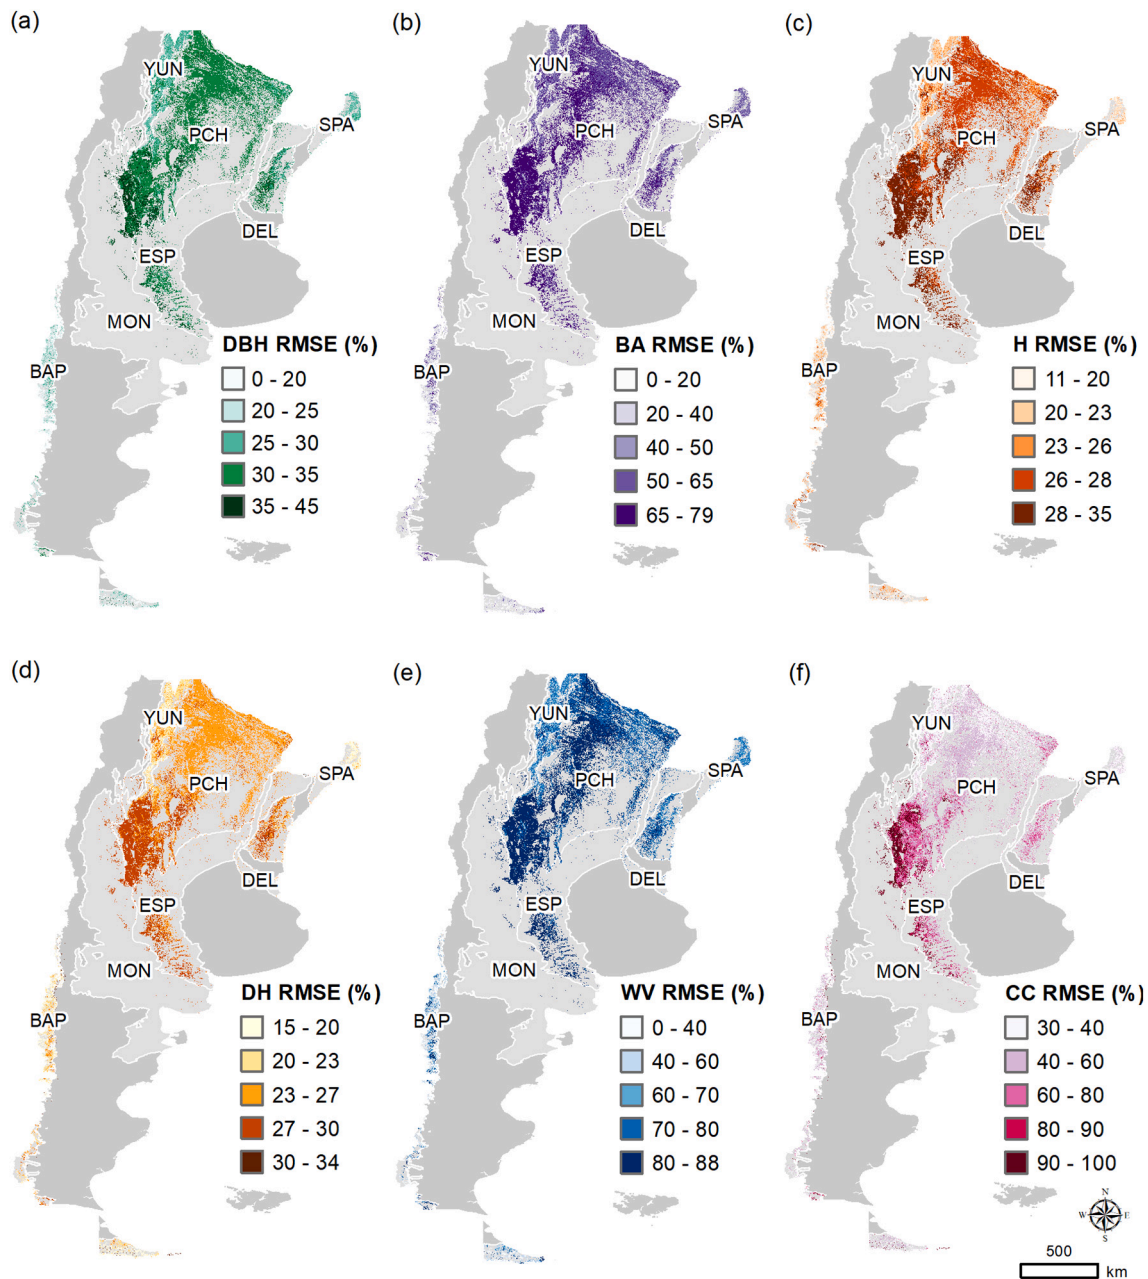 (a)
YUN
PCH
SPA
DEL
ESP
MON
BAP
DBH RMSE (%)
0 - 20
20 - 25
25 - 30
30 - 35
35 - 45
(b)
YUN
PCH
SPA
DEL
ESP
MON
BAP
BA RMSE (%)
0 - 20
20 - 40
40 - 50
50 - 65
65 - 79
(c)
YUN
PCH
SPA
DEL
ESP
MON
BAP
H RMSE (%)
11 - 20
20 - 23
23 - 26
26 - 28
28 - 35
(d)
YUN
PCH
SPA
DEL
ESP
MON
BAP
DH RMSE (%)
15 - 20
20 - 23
23 - 27
27 - 30
30 - 34
(e)
YUN
PCH
SPA
DEL
ESP
MON
BAP
WV RMSE (%)
0 - 40
40 - 60
60 - 70
70 - 80
80 - 88
(f)
YUN
PCH
SPA
DEL
ESP
MON
BAP
CC RMSE (%)
30 - 40
40 - 60
60 - 80
80 - 90
90 - 100
N
W E
S
500
km